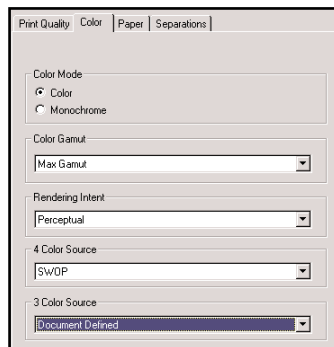 Print Quality Color Paper Separations
Color Mode
Color
Monochrome
Color Gamut
Max Gamut
Rendering Intent
Perceptual
4 Color Source
SWOP
3 Color Source
Document Defined